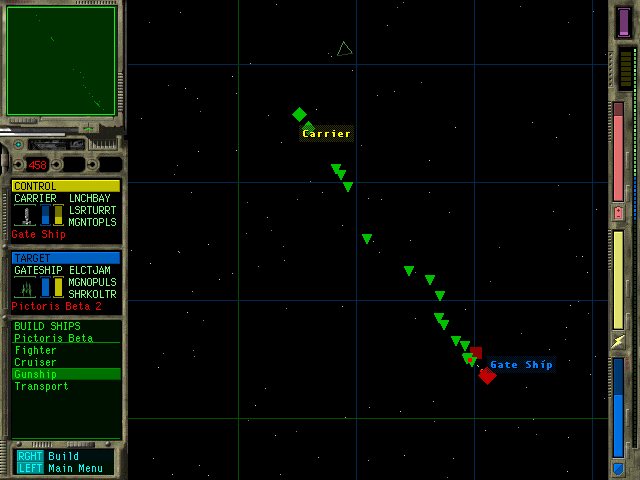 458
CONTROL
CARRIER LNCHBAY
LSRTURRT
MGNTOPLS
Gate Ship
TARGET
GATESHIP ELCTJAM
MGNOPULS
SHRKOLTR
Pictoris Beta 2
BUILD SHIPS
Pictoris Beta
Fighter
Cruiser
Gunship
Transport
RGHT Build
LEFT Main Menu
Carrier
Gate Ship